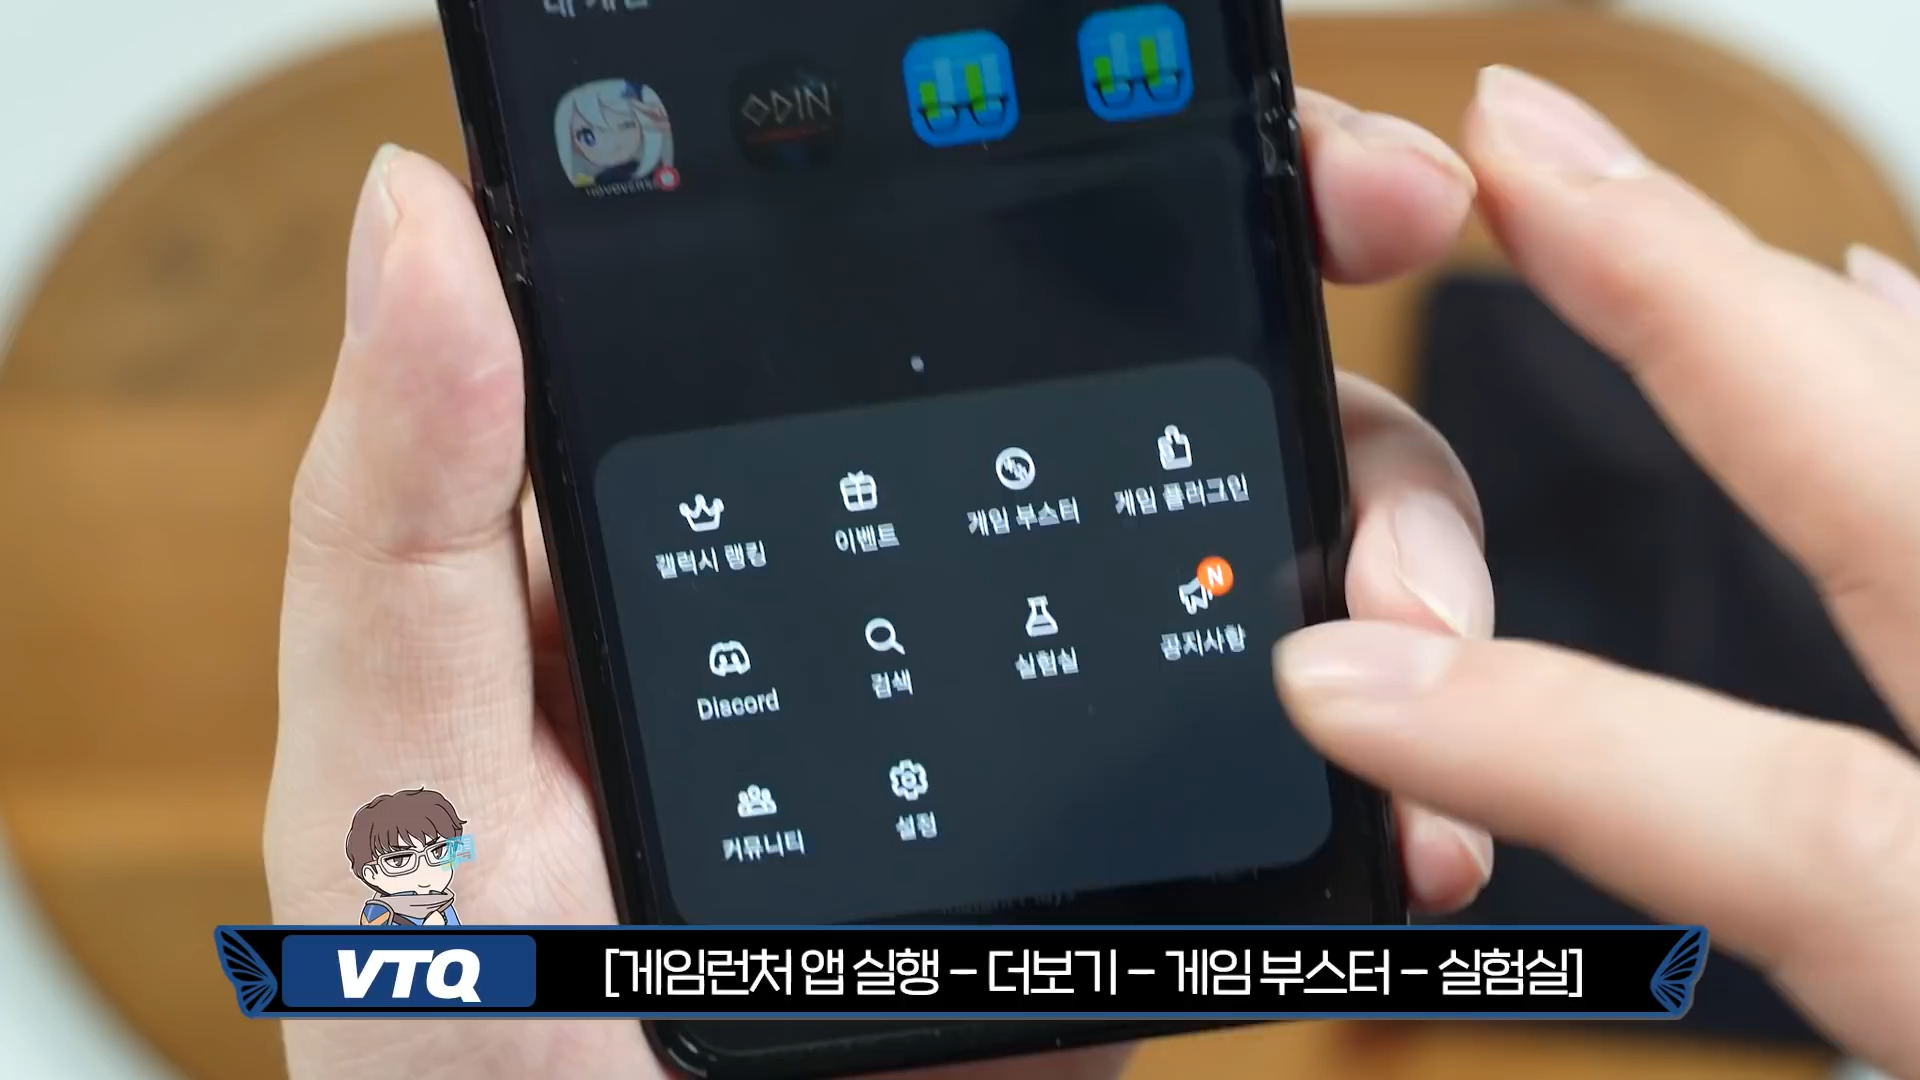 ODIN
갤럭시 랭킹
이벤트
게임 부스터
게임 플러그인
N
Discord
검색
실험실
공지사항
커뮤니티
설정
VTQ
[게임런처 앱 실행 – 더보기 – 게임 부스터 – 실험실]